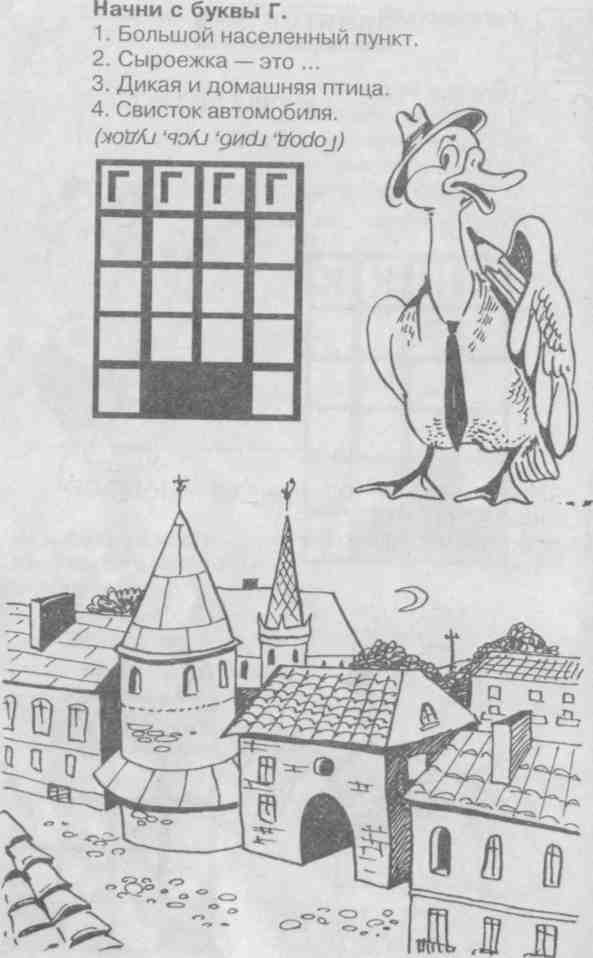 Начни с буквы Г.
1. Большой населенный пункт.
2. Сыроежка — это ...
3. Дикая и домашняя птица.
4. Свисток автомобиля.
(Город, гриб, гусь, гудок)
Г Г Г Г